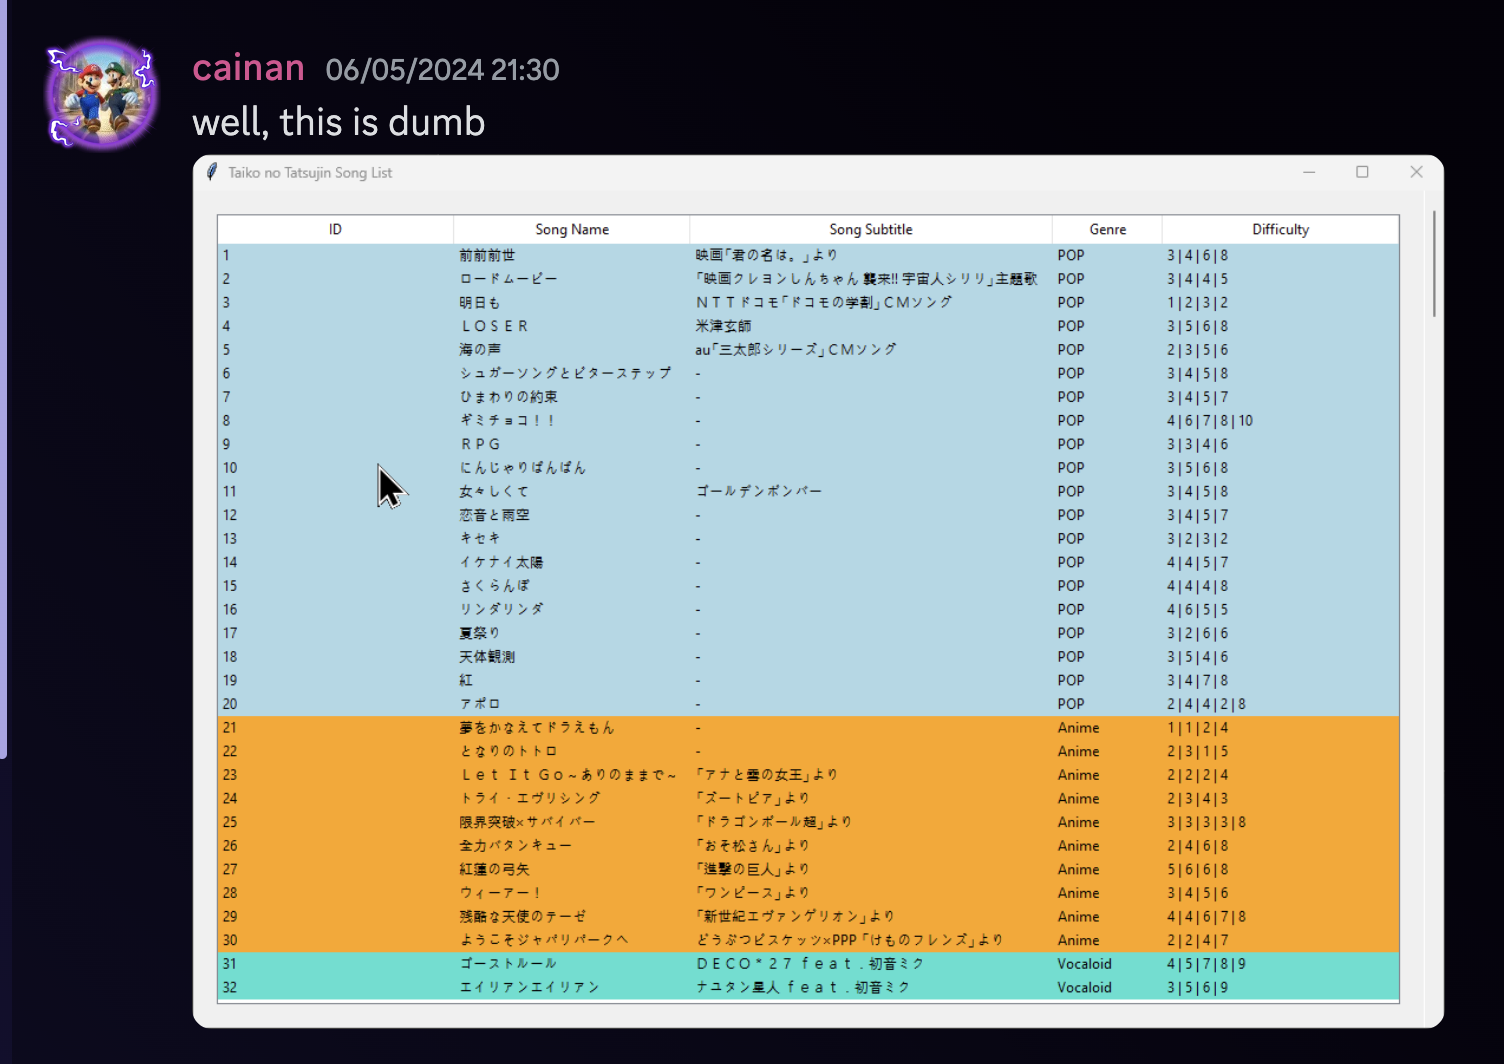 cainan 06/05/2024 21:30
well, this is dumb
Taiko no Tatsujin Song List
ID Song Name Song Subtitle Genre Difficulty
1 前前前世 映画「君の名は。」より POP 3|4|6|8
2 ロードムービー 「映画クレヨンしんちゃん 襲来!! 宇宙人シリリ」主題歌 POP 3|4|4|5
3 明日も ＮＴＴドコモ「ドコモの学割」ＣＭソング POP 1|2|3|2
4 ＬＯＳＥＲ 米津玄師 POP 3|5|6|8
5 海の声 au「三太郎シリーズ」ＣＭソング POP 2|3|5|6
6 シュガーソングとビターステップ - POP 3|4|5|8
7 ひまわりの約束 - POP 3|4|5|7
8 ギミチョコ！！ - POP 4|6|7|8|10
9 ＲＰＧ - POP 3|3|4|6
10 にんじゃりばんばん - POP 3|5|6|8
11 女々しくて ゴールデンボンバー POP 3|4|5|8
12 恋音と雨空 - POP 3|4|5|7
13 キセキ - POP 3|2|3|2
14 イケナイ太陽 - POP 4|4|5|7
15 さくらんぼ - POP 4|4|4|8
16 リンダリンダ - POP 4|6|5|5
17 夏祭り - POP 3|2|6|6
18 天体観測 - POP 3|5|4|6
19 紅 - POP 3|4|7|8
20 アポロ - POP 2|4|4|2|8
21 夢をかなえてドラえもん - Anime 1|1|2|4
22 となりのトトロ - Anime 2|3|1|5
23 Ｌｅｔ Ｉｔ Ｇｏ～ありのままで～ 「アナと雪の女王」より Anime 2|2|2|4
24 トライ・エヴリシング 「ズートピア」より Anime 2|3|4|3
25 限界突破×サバイバー 「ドラゴンボール超」より Anime 3|3|3|3|8
26 全力バタンキュー 「おそ松さん」より Anime 2|4|6|8
27 紅蓮の弓矢 「進撃の巨人」より Anime 5|6|6|8
28 ウィーアー！ 「ワンピース」より Anime 3|4|5|6
29 残酷な天使のテーゼ 「新世紀エヴァンゲリオン」より Anime 4|4|6|7|8
30 ようこそジャパリパークへ どうぶつビスケッツ×PPP「けものフレンズ」より Anime 2|2|4|7
31 ゴーストルール ＤＥＣＯ＊２７ ｆｅａｔ．初音ミク Vocaloid 4|5|7|8|9
32 エイリアンエイリアン ナユタン星人 ｆｅａｔ．初音ミク Vocaloid 3|5|6|9